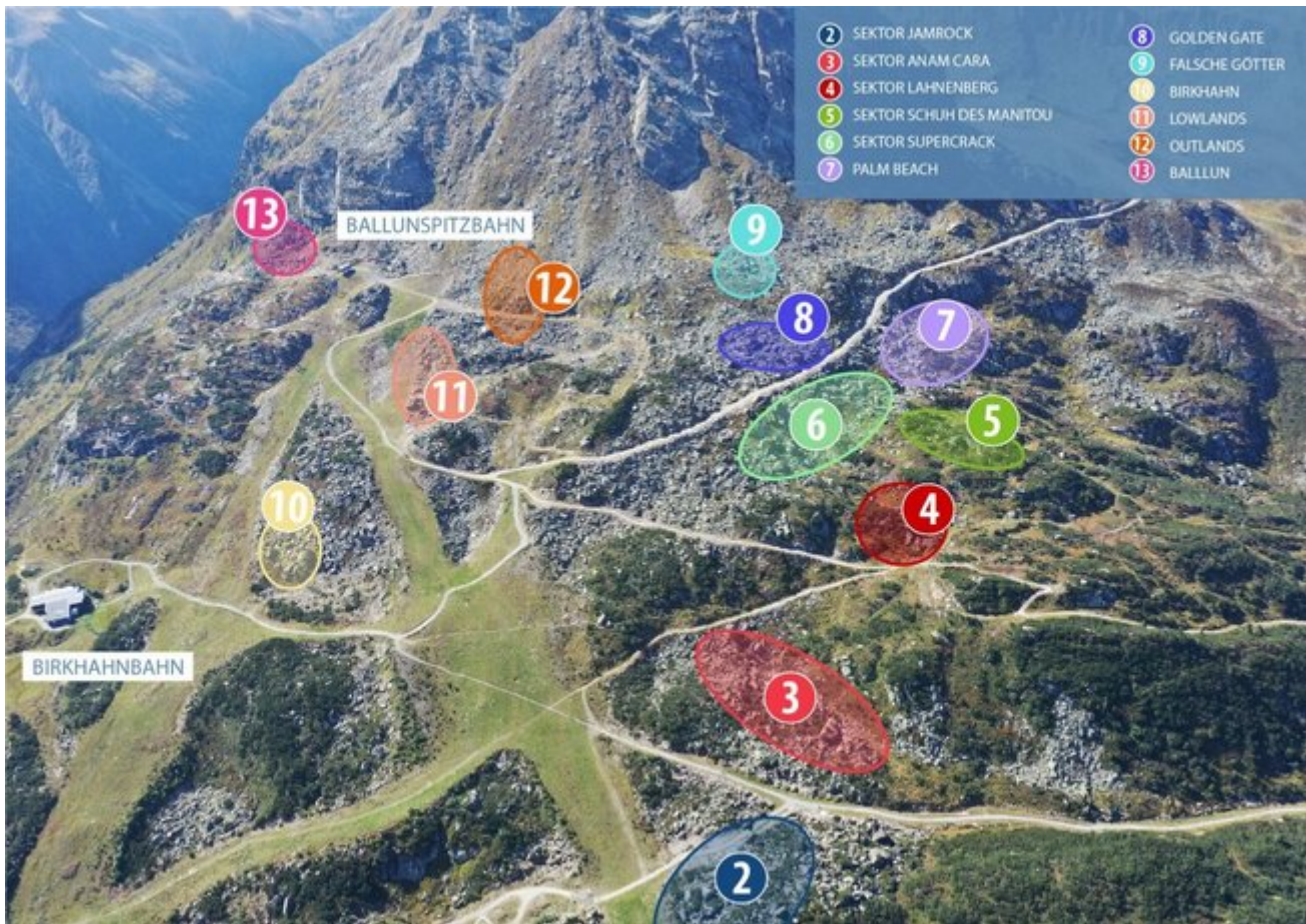 2 SEKTOR JAMROCK
3 SEKTOR ANAM CARA
4 SEKTOR LAHNENBERG
5 SEKTOR SCHUH DES MANITOU
6 SEKTOR SUPERCRACK
7 PALM BEACH
8 GOLDEN GATE
9 FALSCHE GÖTTER
10 BIRKHAHN
11 LOWLANDS
12 OUTLANDS
13 BALLLUN
13
BALLUNSPITZBAHN
9
12
8
7
11
6
5
10
4
BIRKHAHNBAHN
3
2